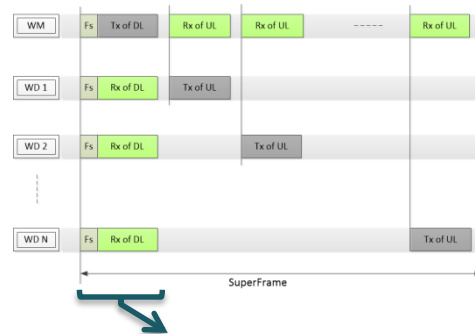 WM Fs Tx of DL Rx of UL Rx of UL Rx of UL
WD 1 Fs Rx of DL Tx of UL
WD 2 Fs Rx of DL Tx of UL
WD N Fs Rx of DL Tx of UL
SuperFrame